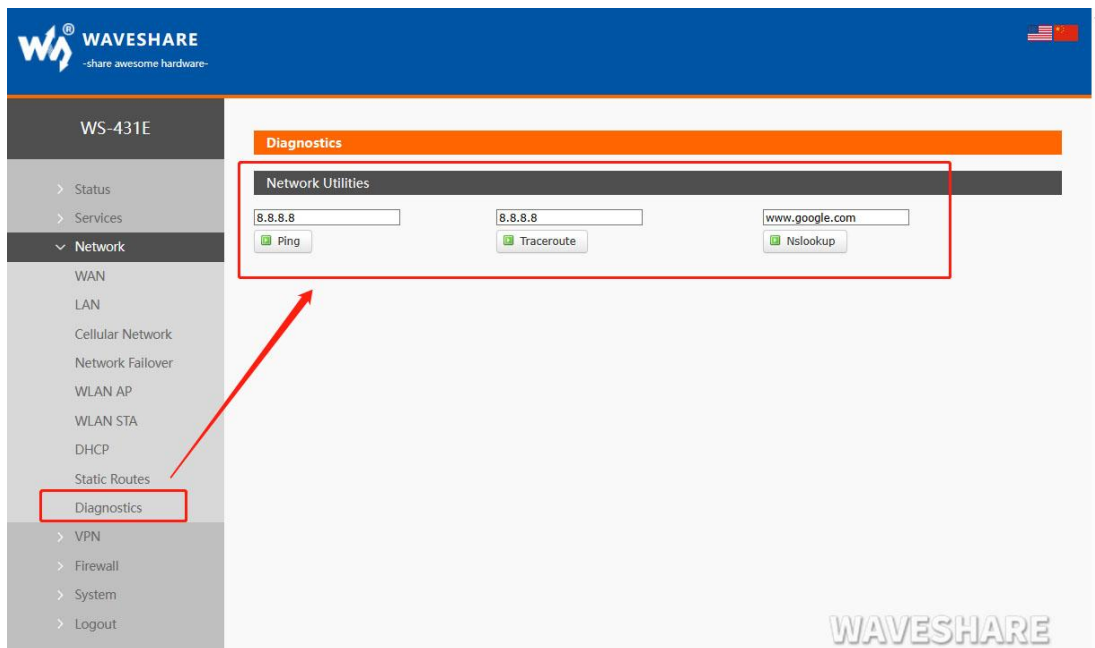 WAVESHARE
-share awesome hardware-
WS-431E
Status
Services
Network
WAN
LAN
Cellular Network
Network Failover
WLAN AP
WLAN STA
DHCP
Static Routes
Diagnostics
VPN
Firewall
System
Logout
Diagnostics
Network Utilities
8.8.8.8 8.8.8.8 www.google.com
Ping Traceroute Nslookup
WAVESHARE